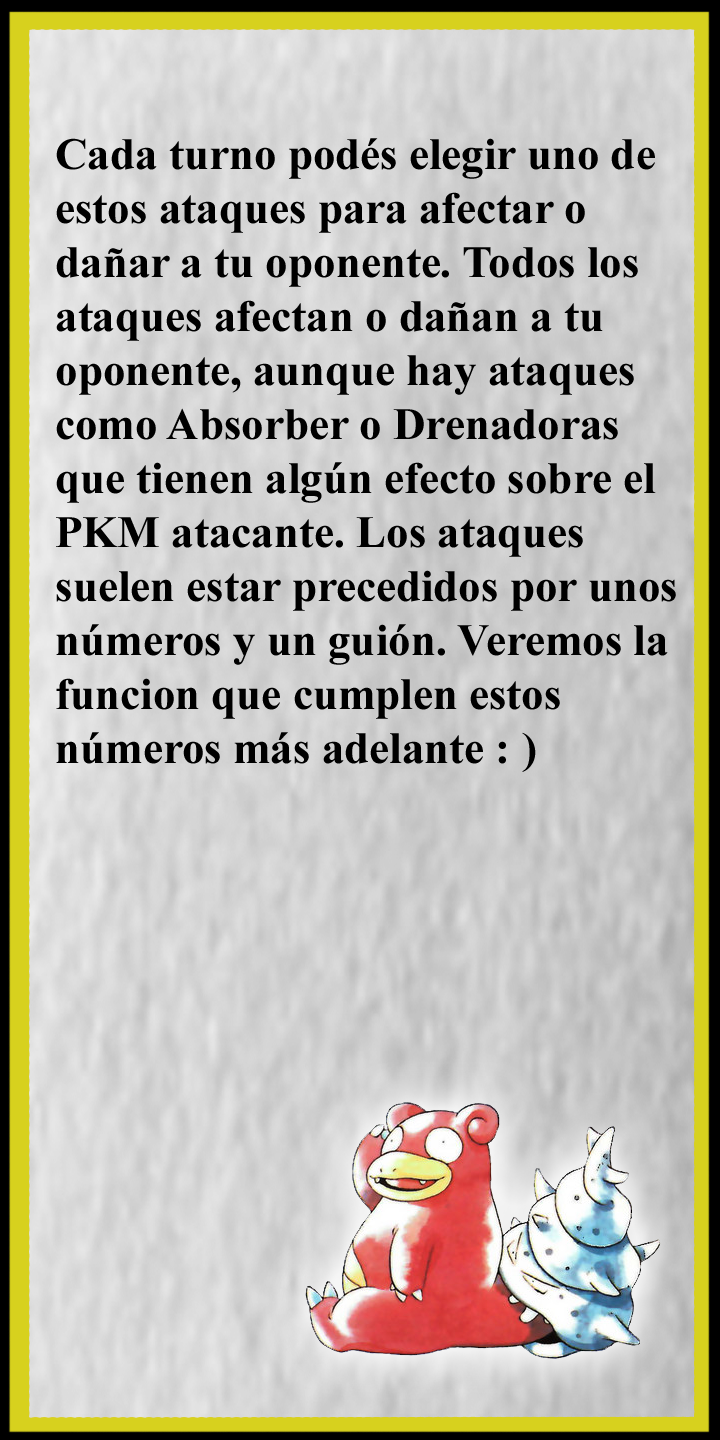 Cada turno podés elegir uno de
estos ataques para afectar o
dañar a tu oponente. Todos los
ataques afectan o dañan a tu
oponente, aunque hay ataques
como Absorber o Drenadoras
que tienen algún efecto sobre el
PKM atacante. Los ataques
suelen estar precedidos por unos
números y un guión. Veremos la
funcion que cumplen estos
números más adelante : )